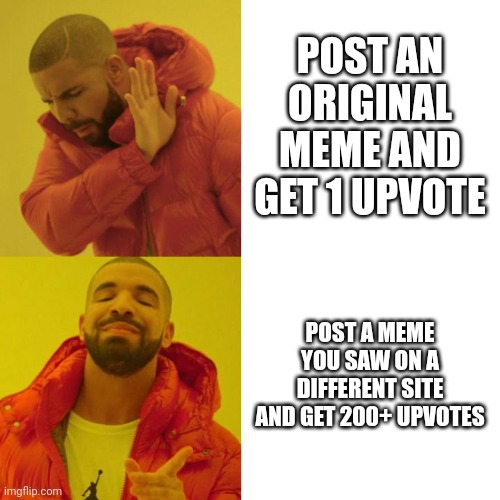 POST AN
ORIGINAL
MEME AND
GET 1 UPVOTE
POST A MEME
YOU SAW ON A
DIFFERENT SITE
AND GET 200+ UPVOTES
imgflip.com